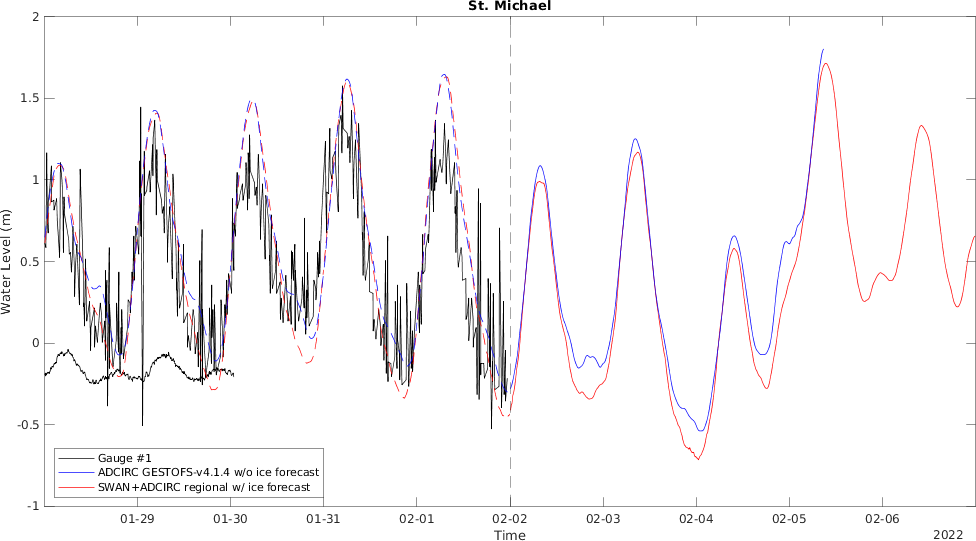 St. Michael
2
1.5
1
0.5
0
-0.5
-1
Water Level (m)
Gauge #1
ADCIRC GESTOFS-v4.1.4 w/o ice forecast
SWAN+ADCIRC regional w/ ice forecast
01-29 01-30 01-31 02-01 02-02 02-03 02-04 02-05 02-06
Time
2022